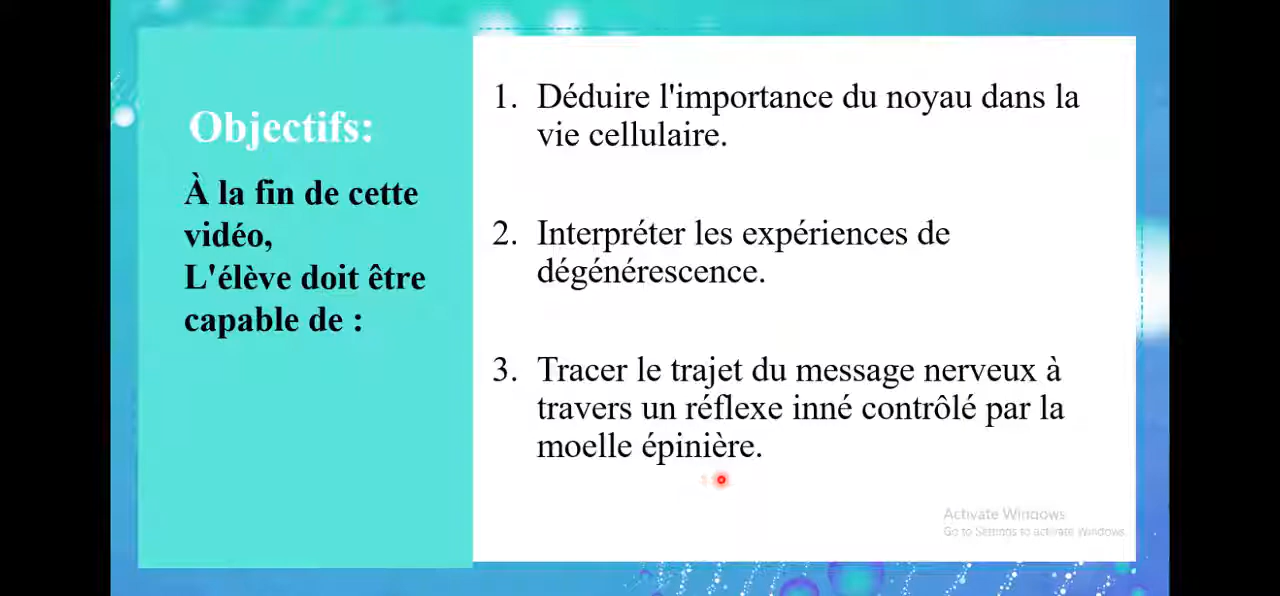 Objectifs:
À la fin de cette
vidéo,
L'élève doit être
capable de :
1. Déduire l'importance du noyau dans la
vie cellulaire.
2. Interpréter les expériences de
dégénérescence.
3. Tracer le trajet du message nerveux à
travers un réflexe inné contrôlé par la
moelle épinière.
Activate Windows
Go to Settings to activate Windows.